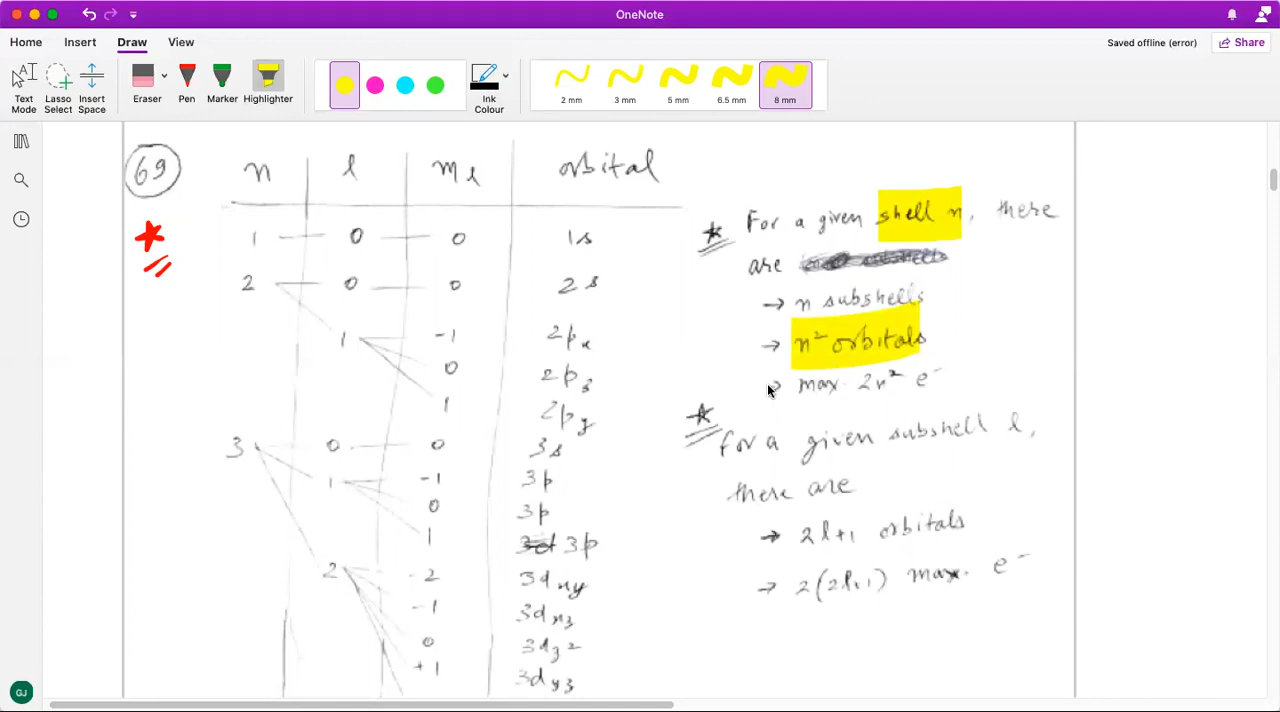 OneNote
Home Insert Draw View
Saved offline (error) Share
Text Mode Lasso Select Insert Space Eraser Pen Marker Highlighter Ink Colour 2 mm 3 mm 5 mm 6.5 mm 8 mm
69 n l ml orbital
1 0 0 1s
2 0 0 2s
1 -1 2px
0 2pz
1 2py
3 0 0 3s
1 -1 3p
0 3p
1 3p
2 -2 3dxy
-1 3dxz
0 3dz2
+1 3dyz
* For a given shell n, there
are
→ n subshells
→ n² orbitals
→ max. 2n² e⁻
* For a given subshell l,
there are
→ 2l+1 orbitals
→ 2(2l+1) max. e⁻
GJ